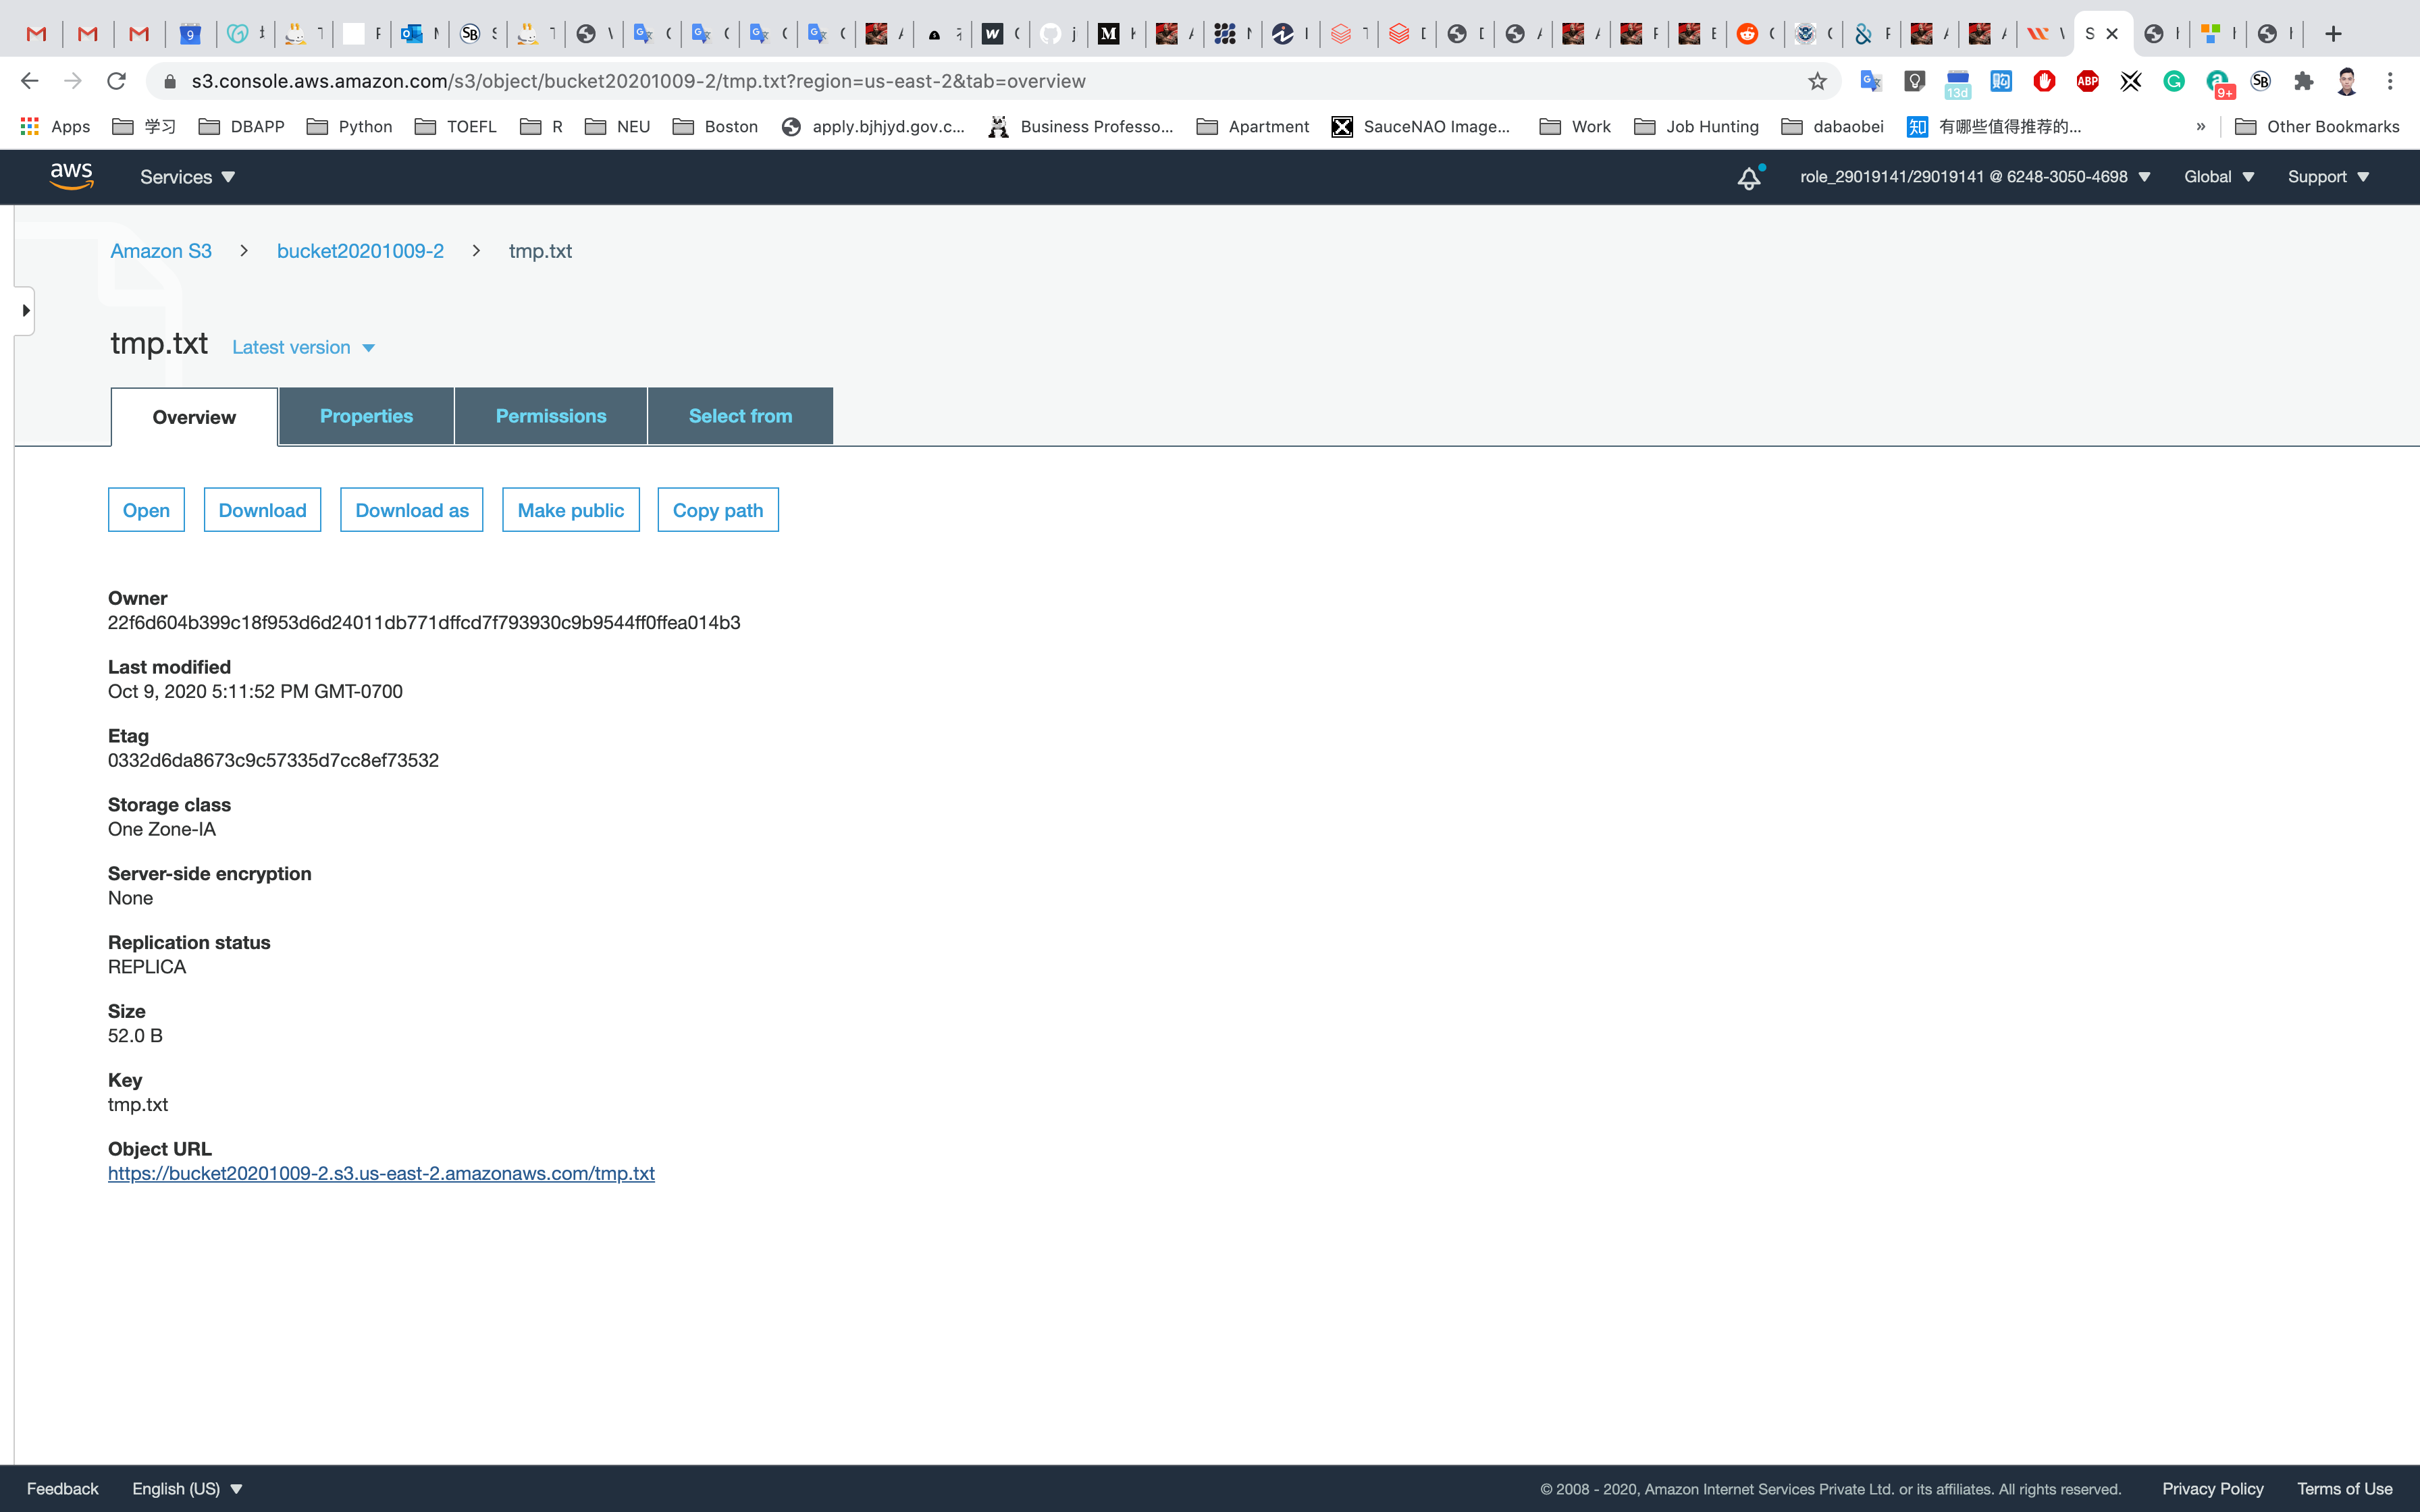 s3.console.aws.amazon.com/s3/object/bucket20201009-2/tmp.txt?region=us-east-2&tab=overview
Apps 学习 DBAPP Python TOEFL R NEU Boston apply.bjhjyd.gov.c... Business Professo... Apartment SauceNAO Image... Work Job Hunting dabaobei 有哪些值得推荐的... » Other Bookmarks
aws Services role_29019141/29019141 @ 6248-3050-4698 Global Support
Amazon S3 > bucket20201009-2 > tmp.txt
tmp.txt Latest version
Overview Properties Permissions Select from
Open Download Download as Make public Copy path
Owner
22f6d604b399c18f953d6d24011db771dffcd7f793930c9b9544ff0ffea014b3
Last modified
Oct 9, 2020 5:11:52 PM GMT-0700
Etag
0332d6da8673c9c57335d7cc8ef73532
Storage class
One Zone-IA
Server-side encryption
None
Replication status
REPLICA
Size
52.0 B
Key
tmp.txt
Object URL
https://bucket20201009-2.s3.us-east-2.amazonaws.com/tmp.txt
Feedback English (US) © 2008 - 2020, Amazon Internet Services Private Ltd. or its affiliates. All rights reserved. Privacy Policy Terms of Use